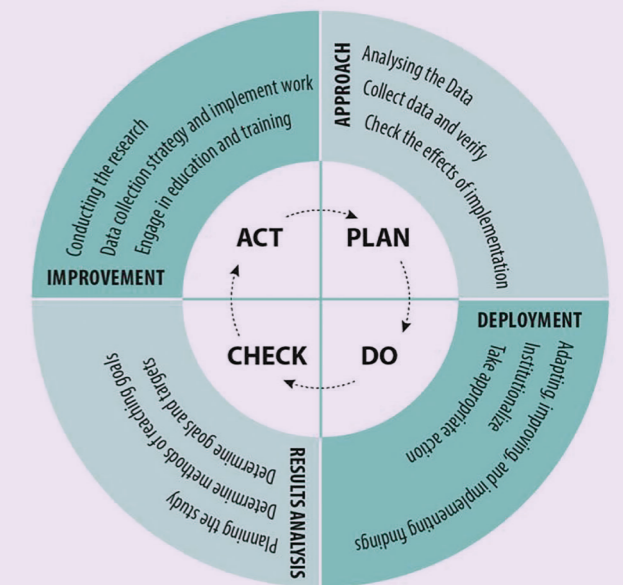 IMPROVEMENT
Conducting the research
Data collection strategy and implement work
Engage in education and training
APPROACH
Analysing the Data
Collect data and verify
Check the effects of implementation
ACT
PLAN
CHECK
DO
DEPLOYMENT
Adapting, improving, and implementing findings
Institutionalize
Take appropriate action
RESULTS ANALYSIS
Determine goals and targets
Determine methods of reaching goals
Planning the study